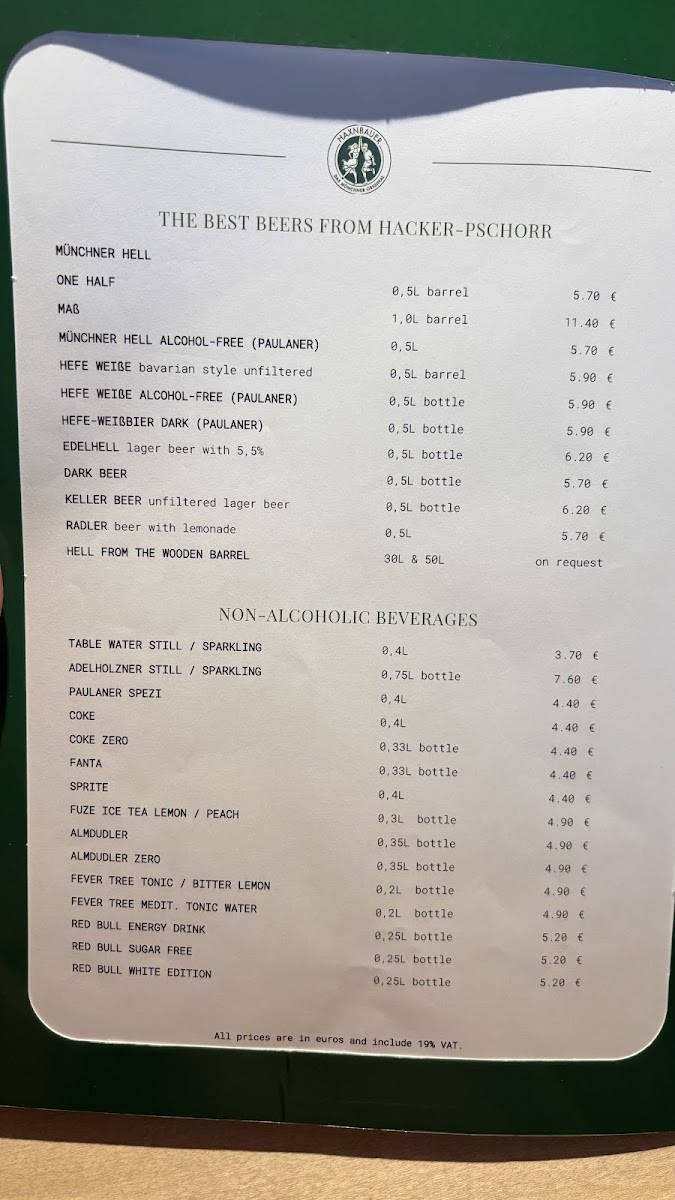 HAXNBAUER
DAS MÜNCHNER ORIGINAL
THE BEST BEERS FROM HACKER-PSCHORR
MÜNCHNER HELL
ONE HALF 0,5L barrel 5.70 €
MAß 1,0L barrel 11.40 €
MÜNCHNER HELL ALCOHOL-FREE (PAULANER) 0,5L 5.70 €
HEFE WEIßE bavarian style unfiltered 0,5L barrel 5.90 €
HEFE WEIßE ALCOHOL-FREE (PAULANER) 0,5L bottle 5.90 €
HEFE-WEIßBIER DARK (PAULANER) 0,5L bottle 5.90 €
EDELHELL lager beer with 5,5% 0,5L bottle 6.20 €
DARK BEER 0,5L bottle 5.70 €
KELLER BEER unfiltered lager beer 0,5L bottle 6.20 €
RADLER beer with lemonade 0,5L 5.70 €
HELL FROM THE WOODEN BARREL 30L & 50L on request
NON-ALCOHOLIC BEVERAGES
TABLE WATER STILL / SPARKLING 0,4L 3.70 €
ADELHOLZNER STILL / SPARKLING 0,75L bottle 7.60 €
PAULANER SPEZI 0,4L 4.40 €
COKE 0,4L 4.40 €
COKE ZERO 0,33L bottle 4.40 €
FANTA 0,33L bottle 4.40 €
SPRITE 0,4L 4.40 €
FUZE ICE TEA LEMON / PEACH 0,3L bottle 4.90 €
ALMDUDLER 0,35L bottle 4.90 €
ALMDUDLER ZERO 0,35L bottle 4.90 €
FEVER TREE TONIC / BITTER LEMON 0,2L bottle 4.90 €
FEVER TREE MEDIT. TONIC WATER 0,2L bottle 4.90 €
RED BULL ENERGY DRINK 0,25L bottle 5.20 €
RED BULL SUGAR FREE 0,25L bottle 5.20 €
RED BULL WHITE EDITION 0,25L bottle 5.20 €
All prices are in euros and include 19% VAT.